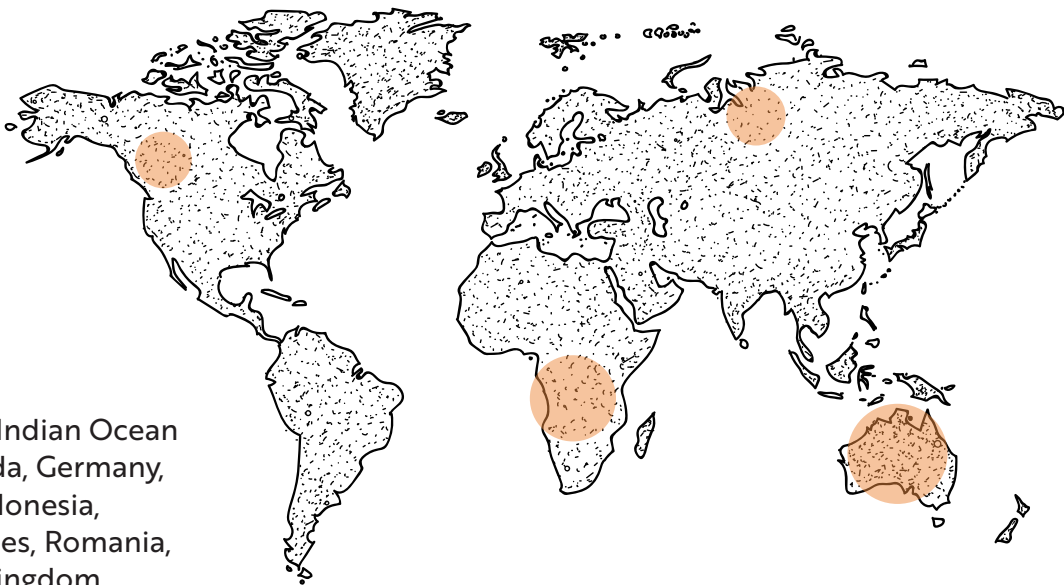 Indian Ocean
da, Germany,
donesia,
es, Romania,
ingdom